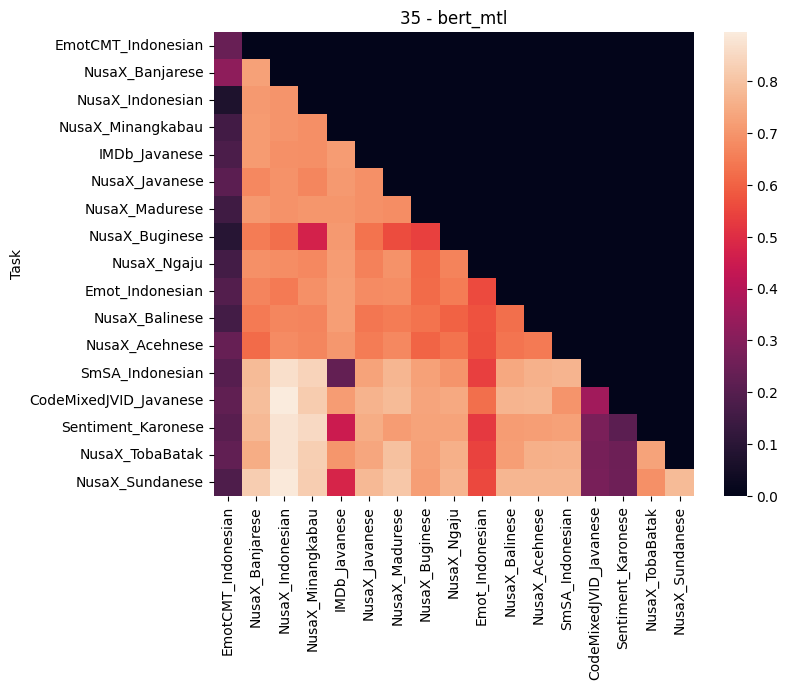 35 - bert_mtl
Task
EmotCMT_Indonesian
NusaX_Banjarese
NusaX_Indonesian
NusaX_Minangkabau
IMDb_Javanese
NusaX_Javanese
NusaX_Madurese
NusaX_Buginese
NusaX_Ngaju
Emot_Indonesian
NusaX_Balinese
NusaX_Acehnese
SmSA_Indonesian
CodeMixedJVID_Javanese
Sentiment_Karonese
NusaX_TobaBatak
NusaX_Sundanese
EmotCMT_Indonesian
NusaX_Banjarese
NusaX_Indonesian
NusaX_Minangkabau
IMDb_Javanese
NusaX_Javanese
NusaX_Madurese
NusaX_Buginese
NusaX_Ngaju
Emot_Indonesian
NusaX_Balinese
NusaX_Acehnese
SmSA_Indonesian
CodeMixedJVID_Javanese
Sentiment_Karonese
NusaX_TobaBatak
NusaX_Sundanese
0.8
0.7
0.6
0.5
0.4
0.3
0.2
0.1
0.0